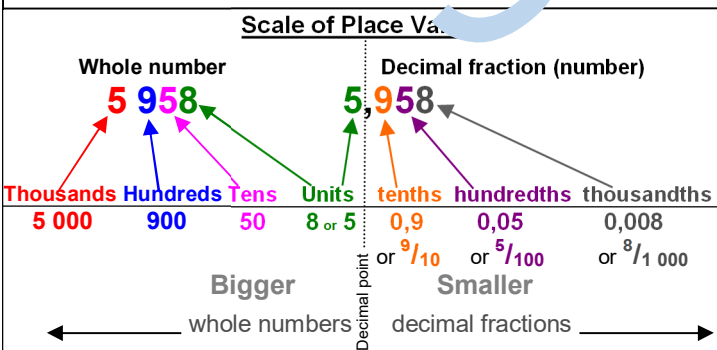 Scale of Place Va
Whole number Decimal fraction (number)
5 958 5,958
Thousands Hundreds Tens Units tenths hundredths thousandths
5 000 900 50 8 or 5 0,9 0,05 0,008
or 9/10 or 5/100 or 8/1 000
Decimal point
Bigger Smaller
whole numbers decimal fractions